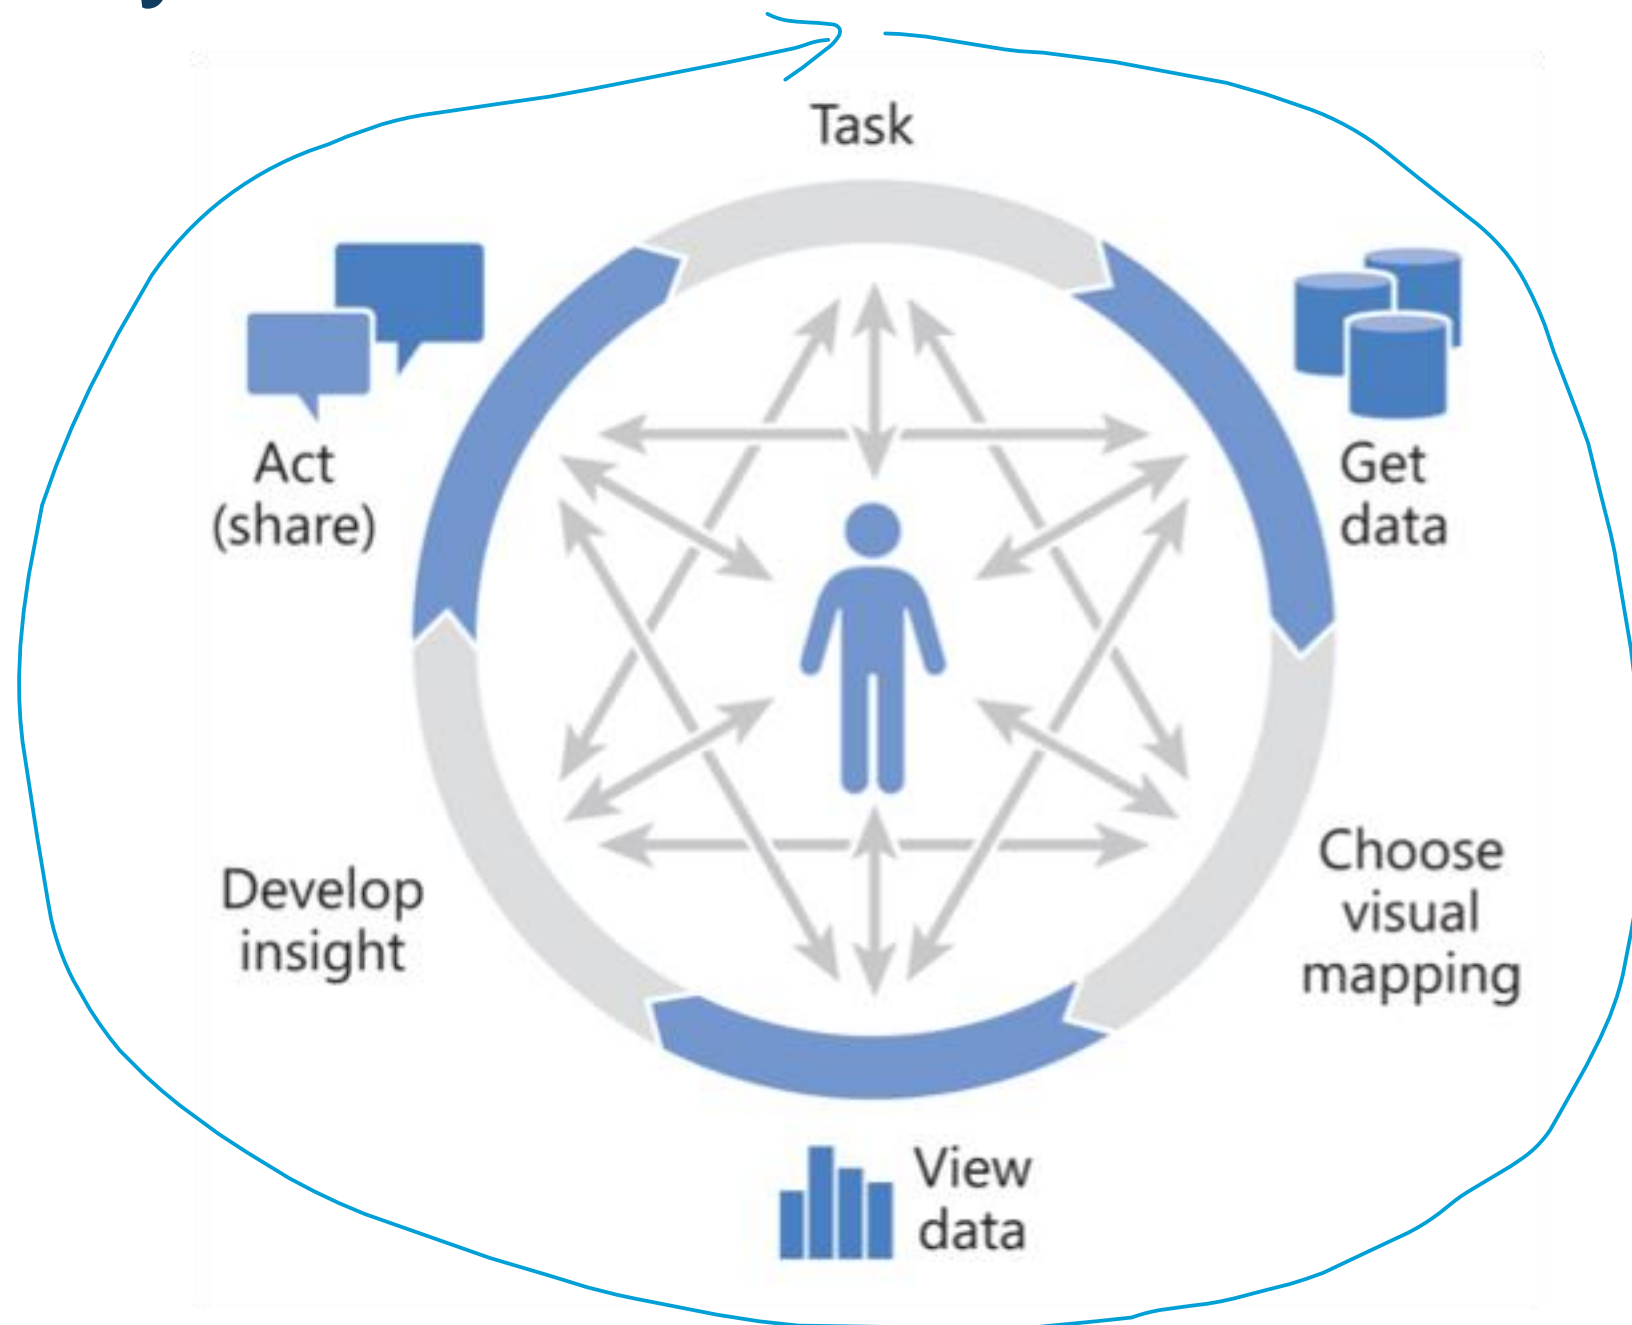 Task
Get
data
Choose
visual
mapping
View
data
Develop
insight
Act
(share)